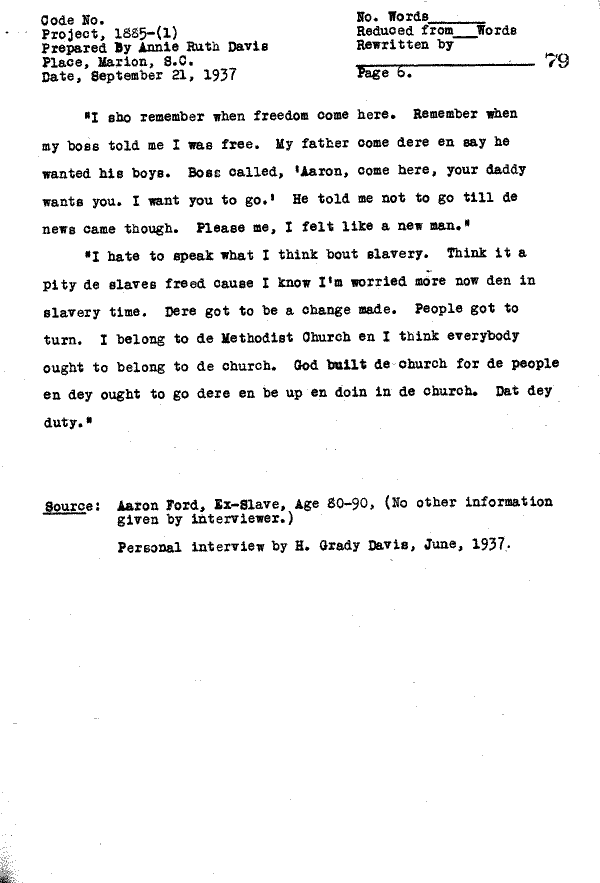 Code No.
Project, 1885-(1)
Prepared By Annie Ruth Davis
Place, Marion, S.C.
Date, September 21, 1937
No. Words_______
Reduced from___Words
Rewritten by
____________________
79
Page 6.
"I sho remember when freedom come here. Remember when
my boss told me I was free. My father come dere en say he
wanted his boys. Boss called, 'Aaron, come here, your daddy
wants you. I want you to go.' He told me not to go till de
news came though. Please me, I felt like a new man."
"I hate to speak what I think bout slavery. Think it a
pity de slaves freed cause I know I'm worried more now den in
slavery time. Dere got to be a change made. People got to
turn. I belong to de Methodist Church en I think everybody
ought to belong to de church. God built de church for de people
en dey ought to go dere en be up en doin in de church. Dat dey
duty."
Source: Aaron Ford, Ex-Slave, Age 80-90, (No other information
given by interviewer.)
Personal interview by H. Grady Davis, June, 1937.